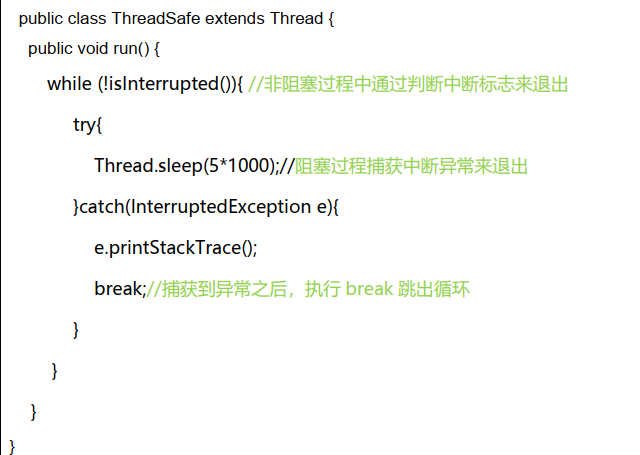 public class ThreadSafe extends Thread {
public void run() {
while (!isInterrupted()){ //非阻塞过程中通过判断中断标志来退出
try{
Thread.sleep(5*1000);//阻塞过程捕获中断异常来退出
}catch(InterruptedException e){
e.printStackTrace();
break;//捕获到异常之后，执行 break 跳出循环
}
}
}
}